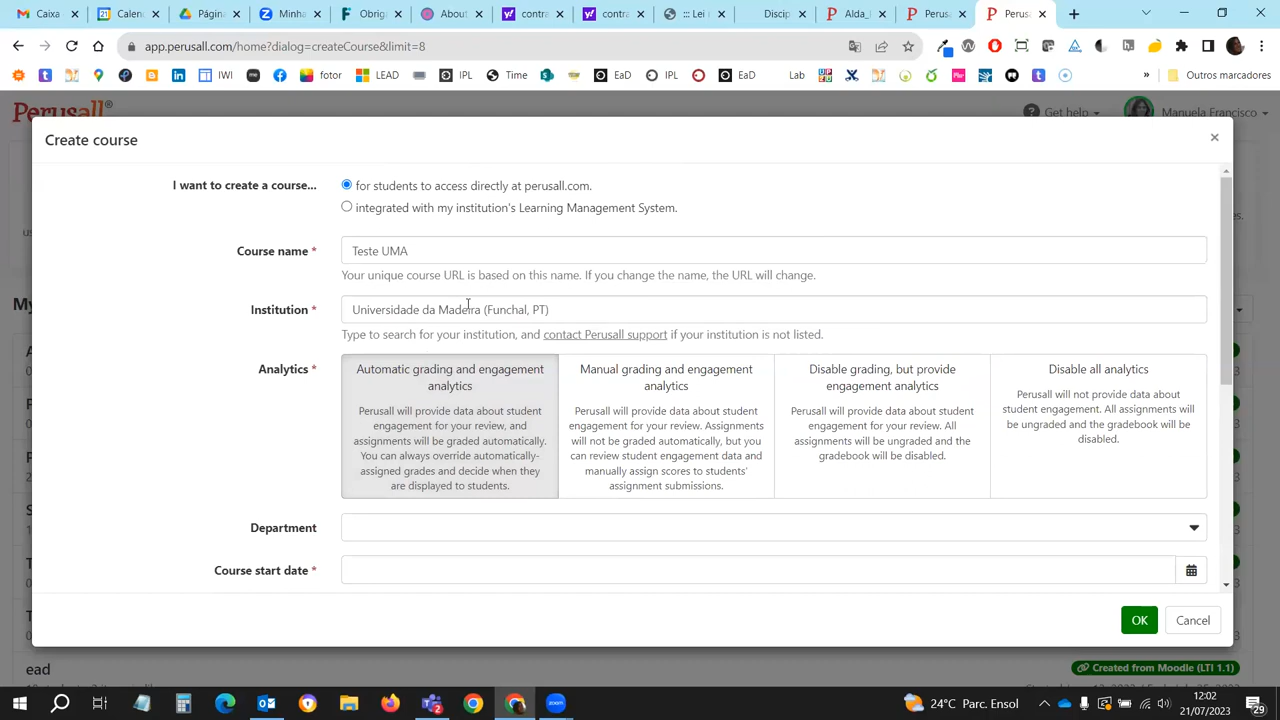 Caixa
Calenc
Págin
Minha
Obrig
About
contra
contra
::: Lei
Discip
Alda_
Perus
Perus
app.perusall.com/home?dialog=createCourse&limit=8
IWI
fotor
LEAD
IPL
Time
EaD
IPL
EaD
Lab
Outros marcadores
Perusall®
Get help
Manuela Francisco
Create course
×
I want to create a course...
for students to access directly at perusall.com.
integrated with my institution's Learning Management System.
Course name *
Teste UMA
Your unique course URL is based on this name. If you change the name, the URL will change.
My
Institution *
Universidade da Madeira (Funchal, PT)
Type to search for your institution, and contact Perusall support if your institution is not listed.
Analytics *
Automatic grading and engagement
analytics
Perusall will provide data about student
engagement for your review, and
assignments will be graded automatically.
You can always override automatically-
assigned grades and decide when they
are displayed to students.
Manual grading and engagement
analytics
Perusall will provide data about student
engagement for your review. Assignments
will not be graded automatically, but you
can review student engagement data and
manually assign scores to students'
assignment submissions.
Disable grading, but provide
engagement analytics
Perusall will provide data about student
engagement for your review. All
assignments will be ungraded and the
gradebook will be disabled.
Disable all analytics
Perusall will not provide data about
student engagement. All assignments will
be ungraded and the gradebook will be
disabled.
Department
Course start date *
OK
Cancel
ead
Created from Moodle (LTI 1.1)
24°C Parc. Ensol
12:02
21/07/2023
29